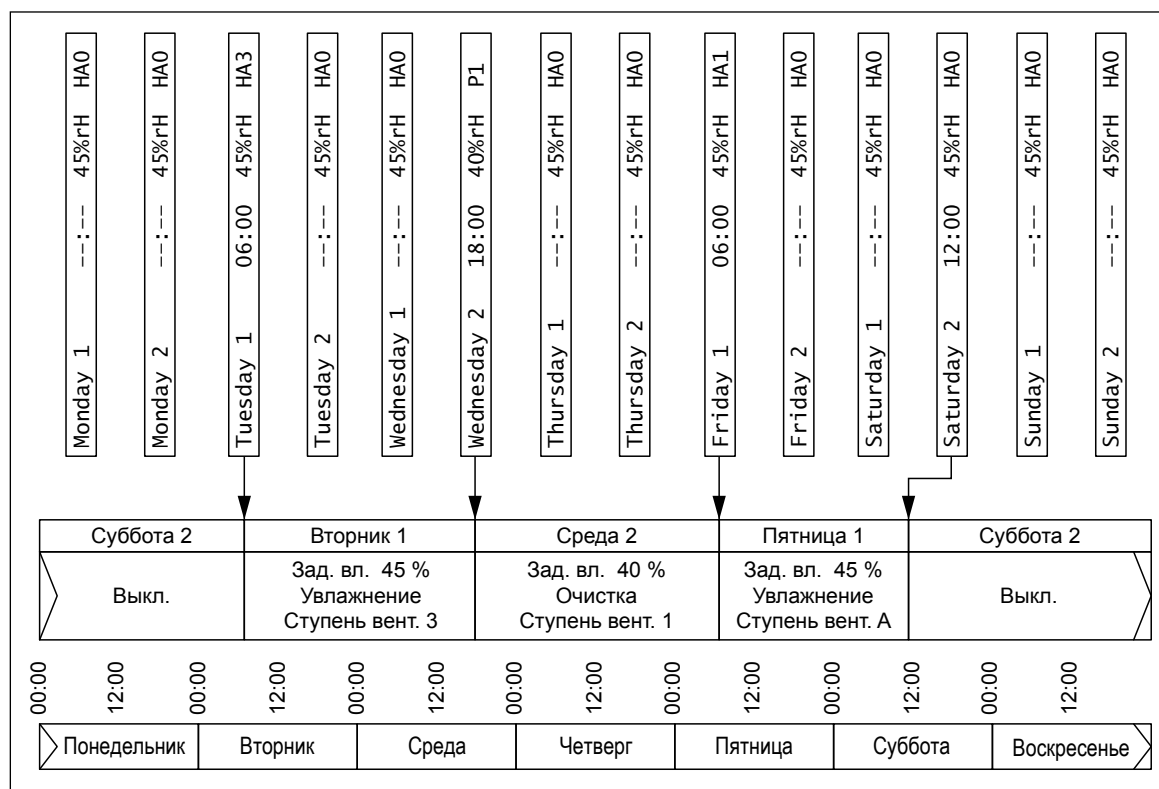 Monday 1 --:-- 45%rH HA0
Monday 2 --:-- 45%rH HA0
Tuesday 1 06:00 45%rH HA3
Tuesday 2 --:-- 45%rH HA0
Wednesday 1 --:-- 45%rH HA0
Wednesday 2 18:00 40%rH P1
Thursday 1 --:-- 45%rH HA0
Thursday 2 --:-- 45%rH HA0
Friday 1 06:00 45%rH HA1
Friday 2 --:-- 45%rH HA0
Saturday 1 --:-- 45%rH HA0
Saturday 2 12:00 45%rH HA0
Sunday 1 --:-- 45%rH HA0
Sunday 2 --:-- 45%rH HA0
Суббота 2 Вторник 1 Среда 2 Пятница 1 Суббота 2
Выкл.
Зад. вл. 45 %
Увлажнение
Ступень вент. 3
Зад. вл. 40 %
Очистка
Ступень вент. 1
Зад. вл. 45 %
Увлажнение
Ступень вент. A
Выкл.
00:00 12:00 00:00 12:00 00:00 12:00 00:00 12:00 00:00 12:00 00:00 12:00 00:00 12:00
Понедельник Вторник Среда Четверг Пятница Суббота Воскресенье